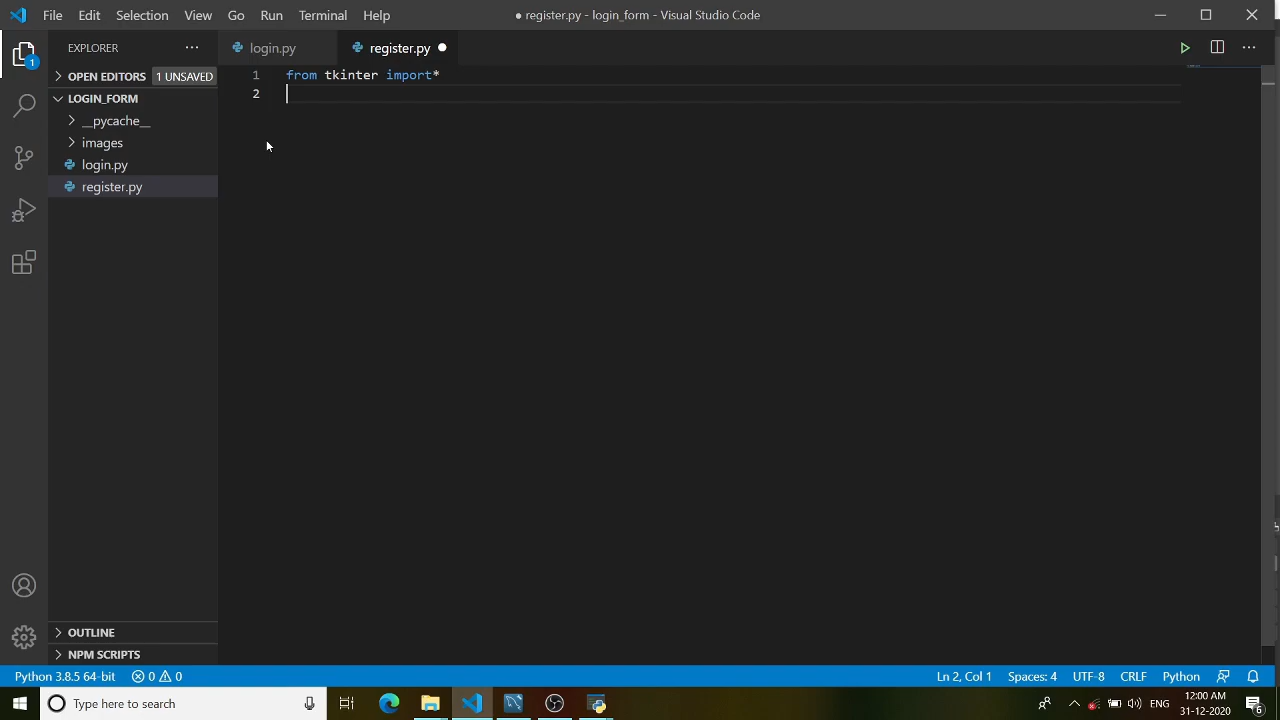 File Edit Selection View Go Run Terminal Help ● register.py - login_form - Visual Studio Code
EXPLORER ···
login.py register.py ●
OPEN EDITORS 1 UNSAVED
LOGIN_FORM
__pycache__
images
login.py
register.py
1 from tkinter import*
2
1
OUTLINE
NPM SCRIPTS
Python 3.8.5 64-bit 0 0 Ln 2, Col 1 Spaces: 4 UTF-8 CRLF Python
Type here to search ENG 12:00 AM
31-12-2020 6